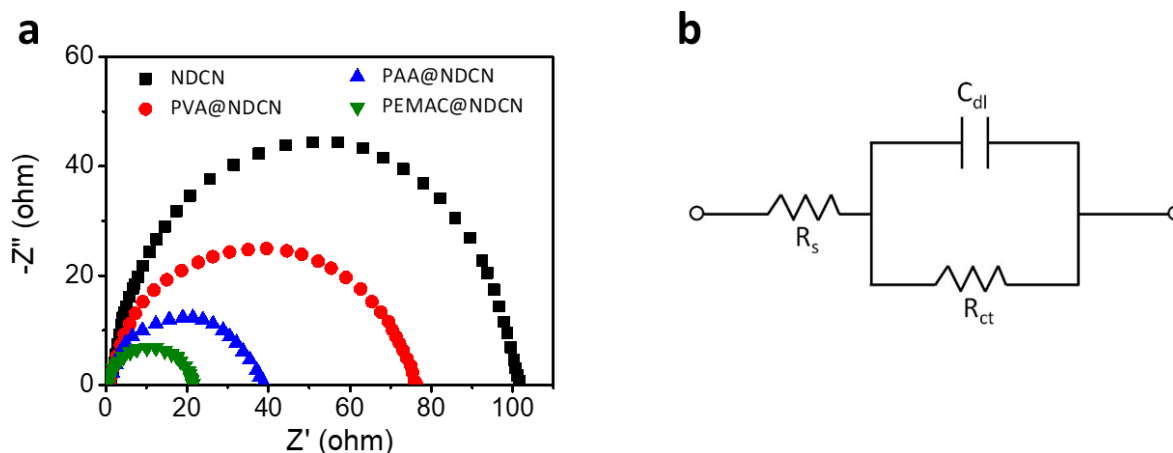 a
60
40
20
0
-Z" (ohm)
NDCN
PVA@NDCN
PAA@NDCN
PEMAC@NDCN
0 20 40 60 80 100
Z' (ohm)
b
Cdl
Rs
Rct